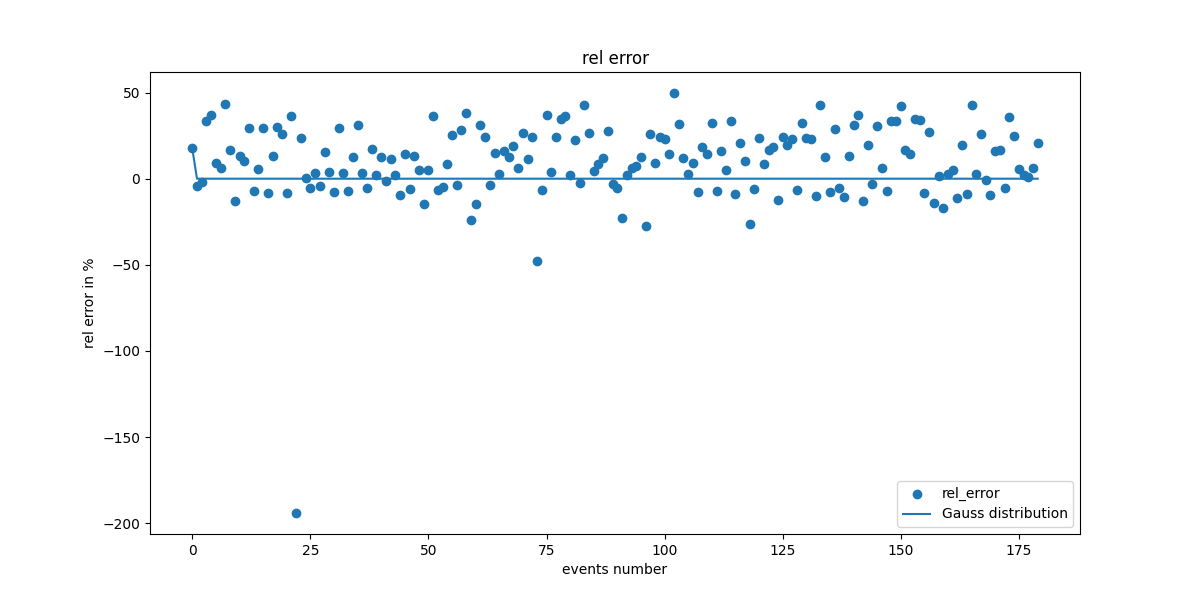 rel error
50
0
−50
−100
−150
−200
rel error in %
0 25 50 75 100 125 150 175
events number
rel_error
Gauss distribution